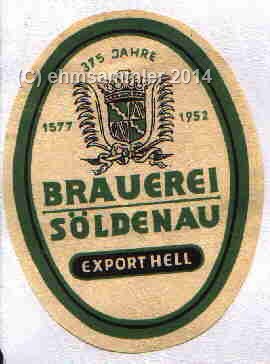 375 JAHRE
(C) ehmsammler 2014
1577 1952
BRAUEREI
SÖLDENAU
EXPORT HELL